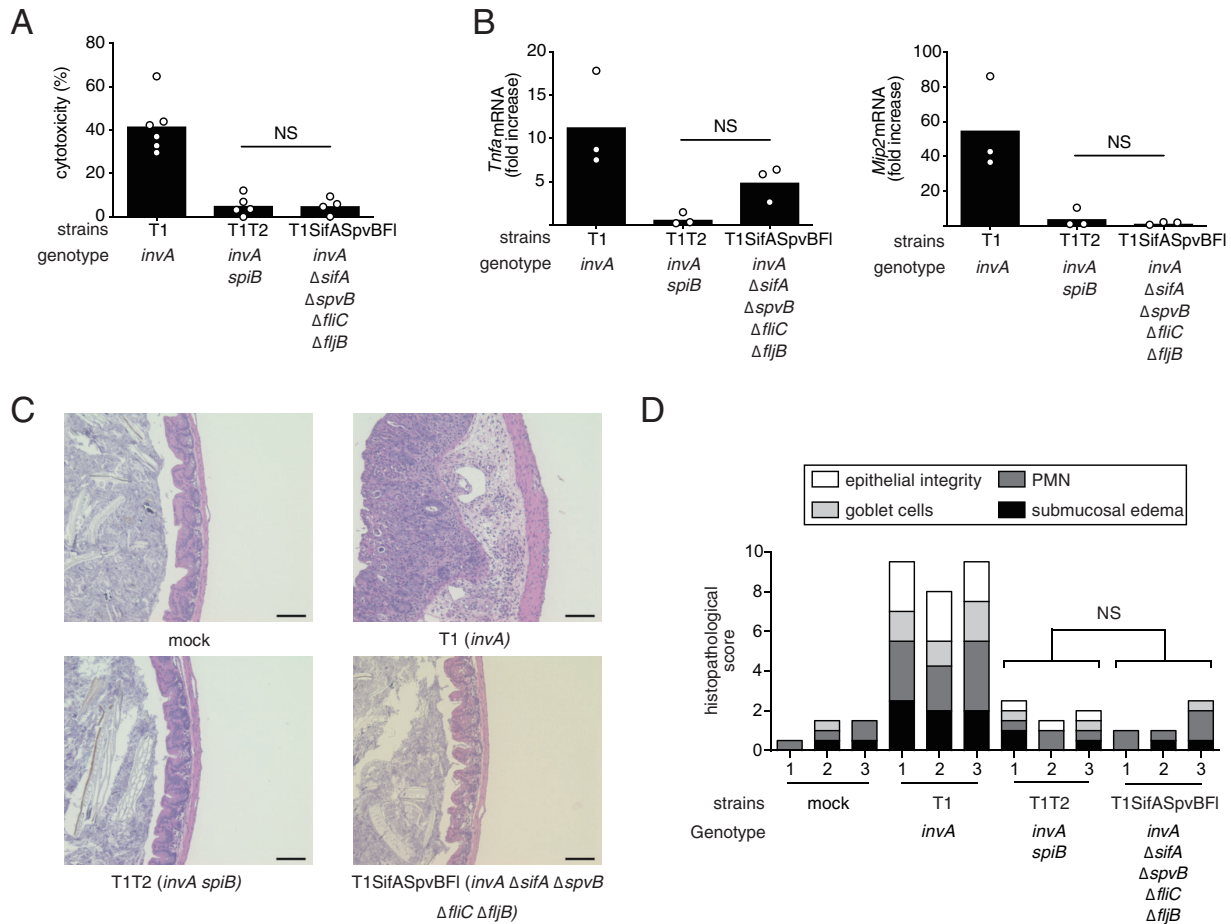 A
80
60
40
20
0
cytotoxicity (%)
NS
strains T1 T1T2 T1SifASpvBFl
genotype invA invA invA
spiB ΔsifA
ΔspvB
ΔfliC
ΔfljB
B
20
15
10
5
Tnfa mRNA
(fold increase)
NS
strains T1 T1T2 T1SifASpvBFl
genotype invA invA invA
spiB ΔsifA
ΔspvB
ΔfliC
ΔfljB
100
80
60
40
20
0
Mip2 mRNA
(fold increase)
NS
strains T1 T1T2 T1SifASpvBFl
genotype invA invA invA
spiB ΔsifA
ΔspvB
ΔfliC
ΔfljB
C
mock
T1 (invA)
T1T2 (invA spiB)
T1SifASpvBFl (invA ΔsifA ΔspvB
ΔfliC ΔfljB)
D
epithelial integrity PMN
goblet cells submucosal edema
10
8
6
4
2
0
histopathological
score
NS
1 2 3 1 2 3 1 2 3 1 2 3
strains mock T1 T1T2 T1SifASpvBFl
Genotype invA invA invA
spiB ΔsifA
ΔspvB
ΔfliC
ΔfljB